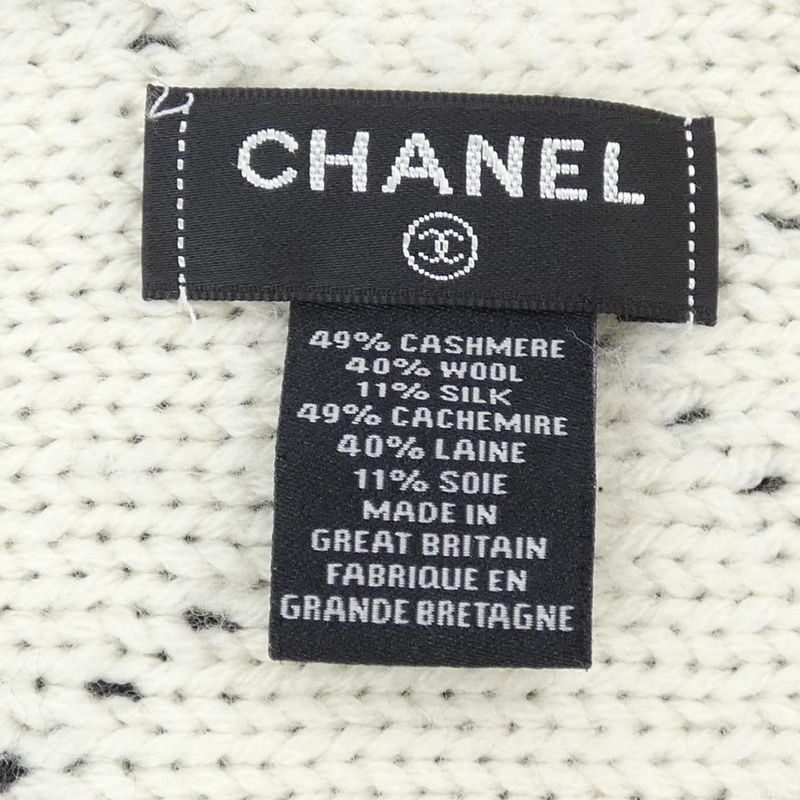 CHANEL
49% CASHMERE
40% WOOL
11% SILK
49% CACHEMIRE
40% LAINE
11% SOIE
MADE IN
GREAT BRITAIN
FABRIQUE EN
GRANDE BRETAGNE